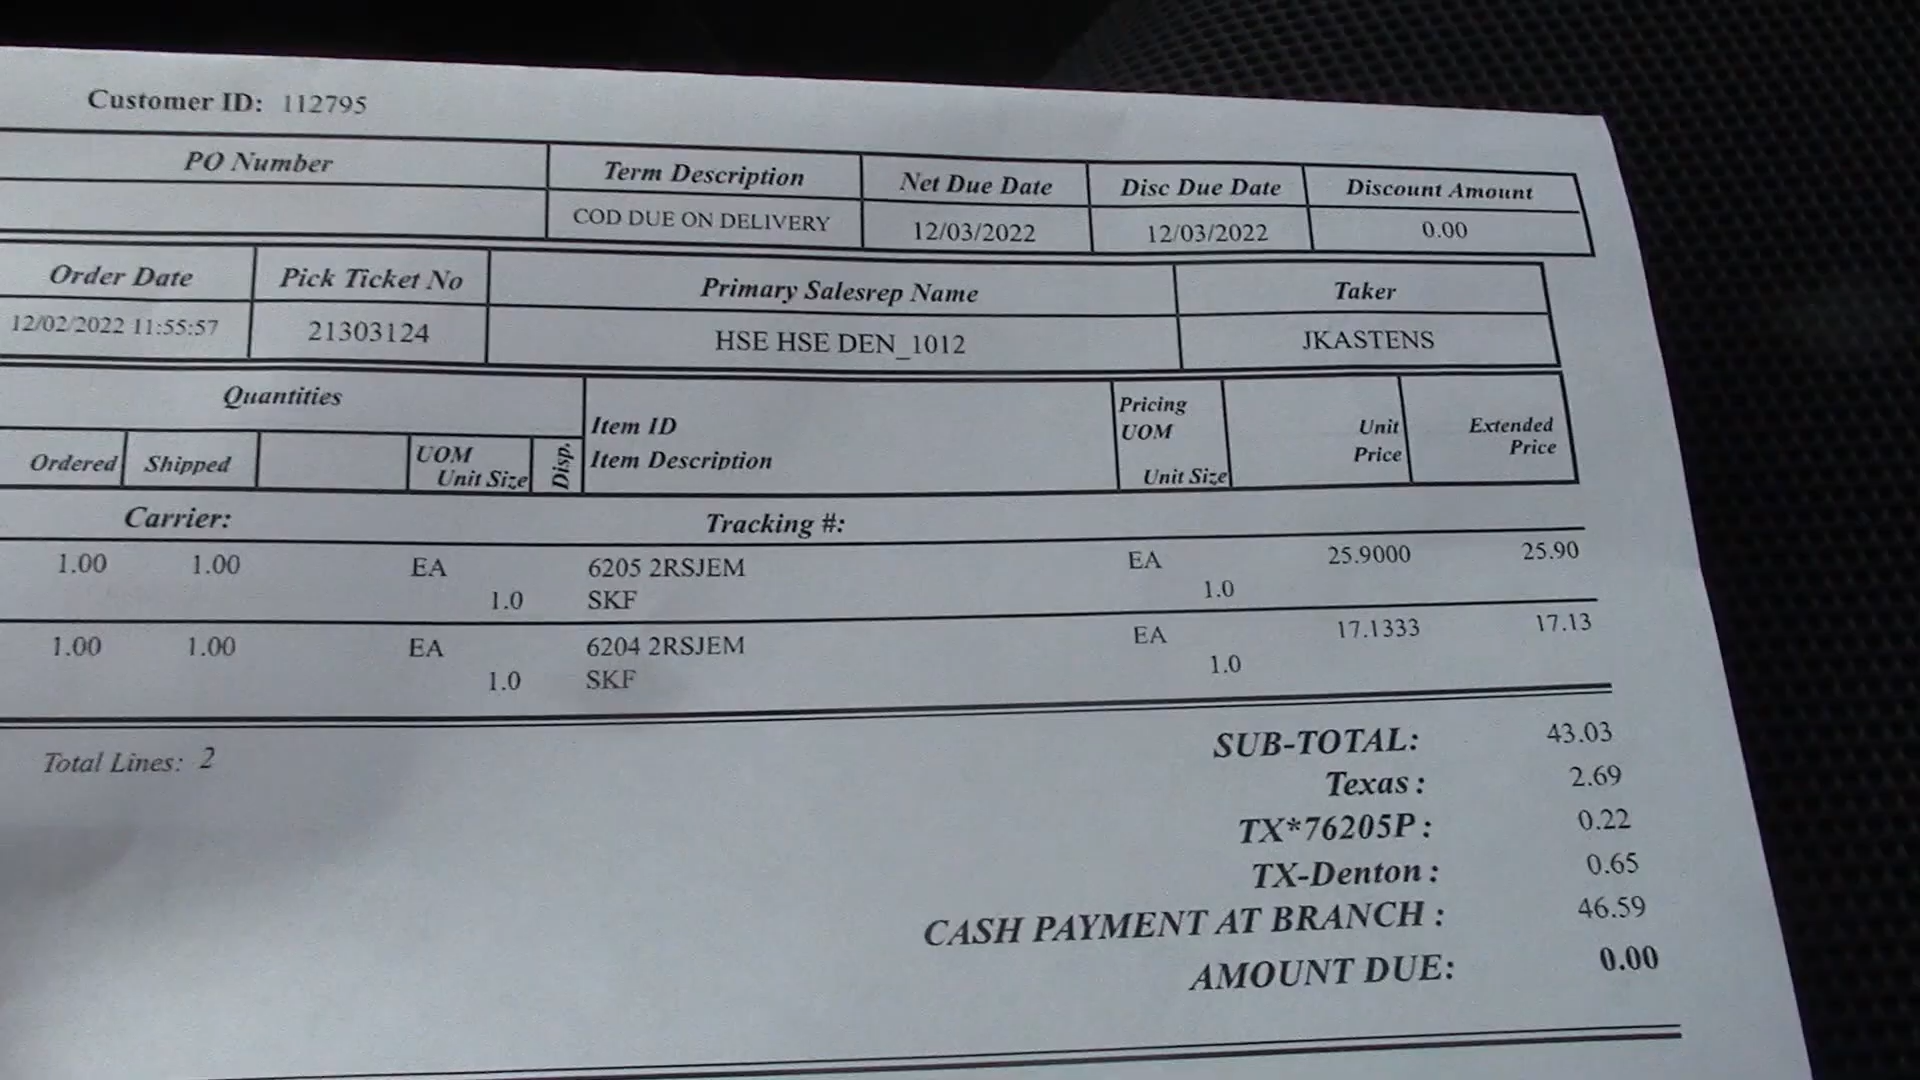 Customer ID: 112795
PO Number Term Description Net Due Date Disc Due Date Discount Amount
COD DUE ON DELIVERY 12/03/2022 12/03/2022 0.00
Order Date Pick Ticket No Primary Salesrep Name Taker
12/02/2022 11:55:57 21303124 HSE HSE DEN_1012 JKASTENS
Quantities
Ordered Shipped UOM Unit Size Disp. Item ID Item Description Pricing UOM Unit Size Unit Price Extended Price
Carrier: Tracking #:
1.00 1.00 EA 6205 2RSJEM EA 25.9000 25.90
1.0 SKF 1.0
1.00 1.00 EA 6204 2RSJEM EA 17.1333 17.13
1.0 SKF 1.0
Total Lines: 2
SUB-TOTAL: 43.03
Texas : 2.69
TX*76205P : 0.22
TX-Denton : 0.65
CASH PAYMENT AT BRANCH : 46.59
AMOUNT DUE: 0.00